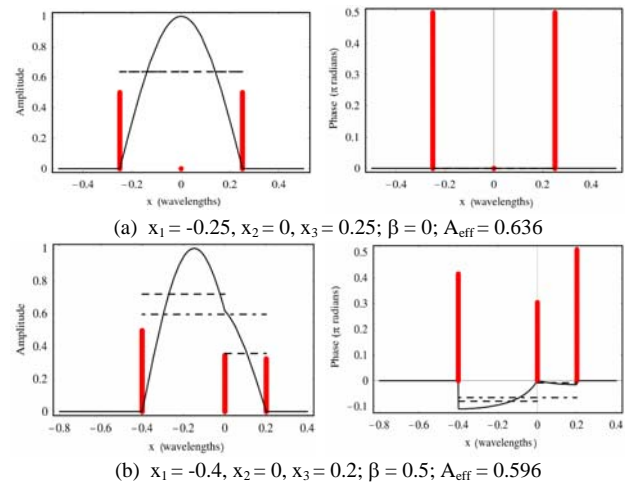 1
0.8
0.6
0.4
0.2
0
Amplitude
−0.4 −0.2 0 0.2 0.4
x (wavelengths)
0.5
0.4
0.3
0.2
0.1
0
Phase (π radians)
−0.4 −0.2 0 0.2 0.4
x (wavelengths)
(a) x₁ = -0.25, x₂ = 0, x₃ = 0.25; β = 0; A_eff = 0.636
1
0.8
0.6
0.4
0.2
0
Amplitude
−0.8 −0.6 −0.4 −0.2 0 0.2 0.4
x (wavelengths)
0.5
0.4
0.3
0.2
0.1
0
-0.1
Phase (π radians)
−0.8 −0.6 −0.4 −0.2 0 0.2 0.4
x (wavelengths)
(b) x₁ = -0.4, x₂ = 0, x₃ = 0.2; β = 0.5; A_eff = 0.596